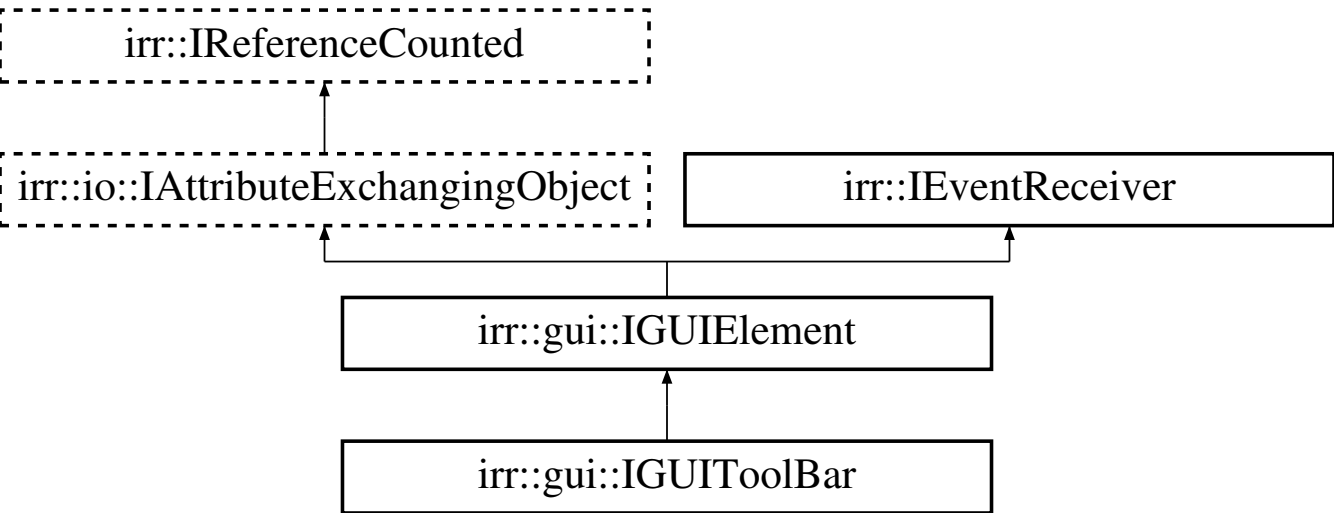 irr::IReferenceCounted
irr::io::IAttributeExchangingObject
irr::IEventReceiver
irr::gui::IGUIElement
irr::gui::IGUIToolBar